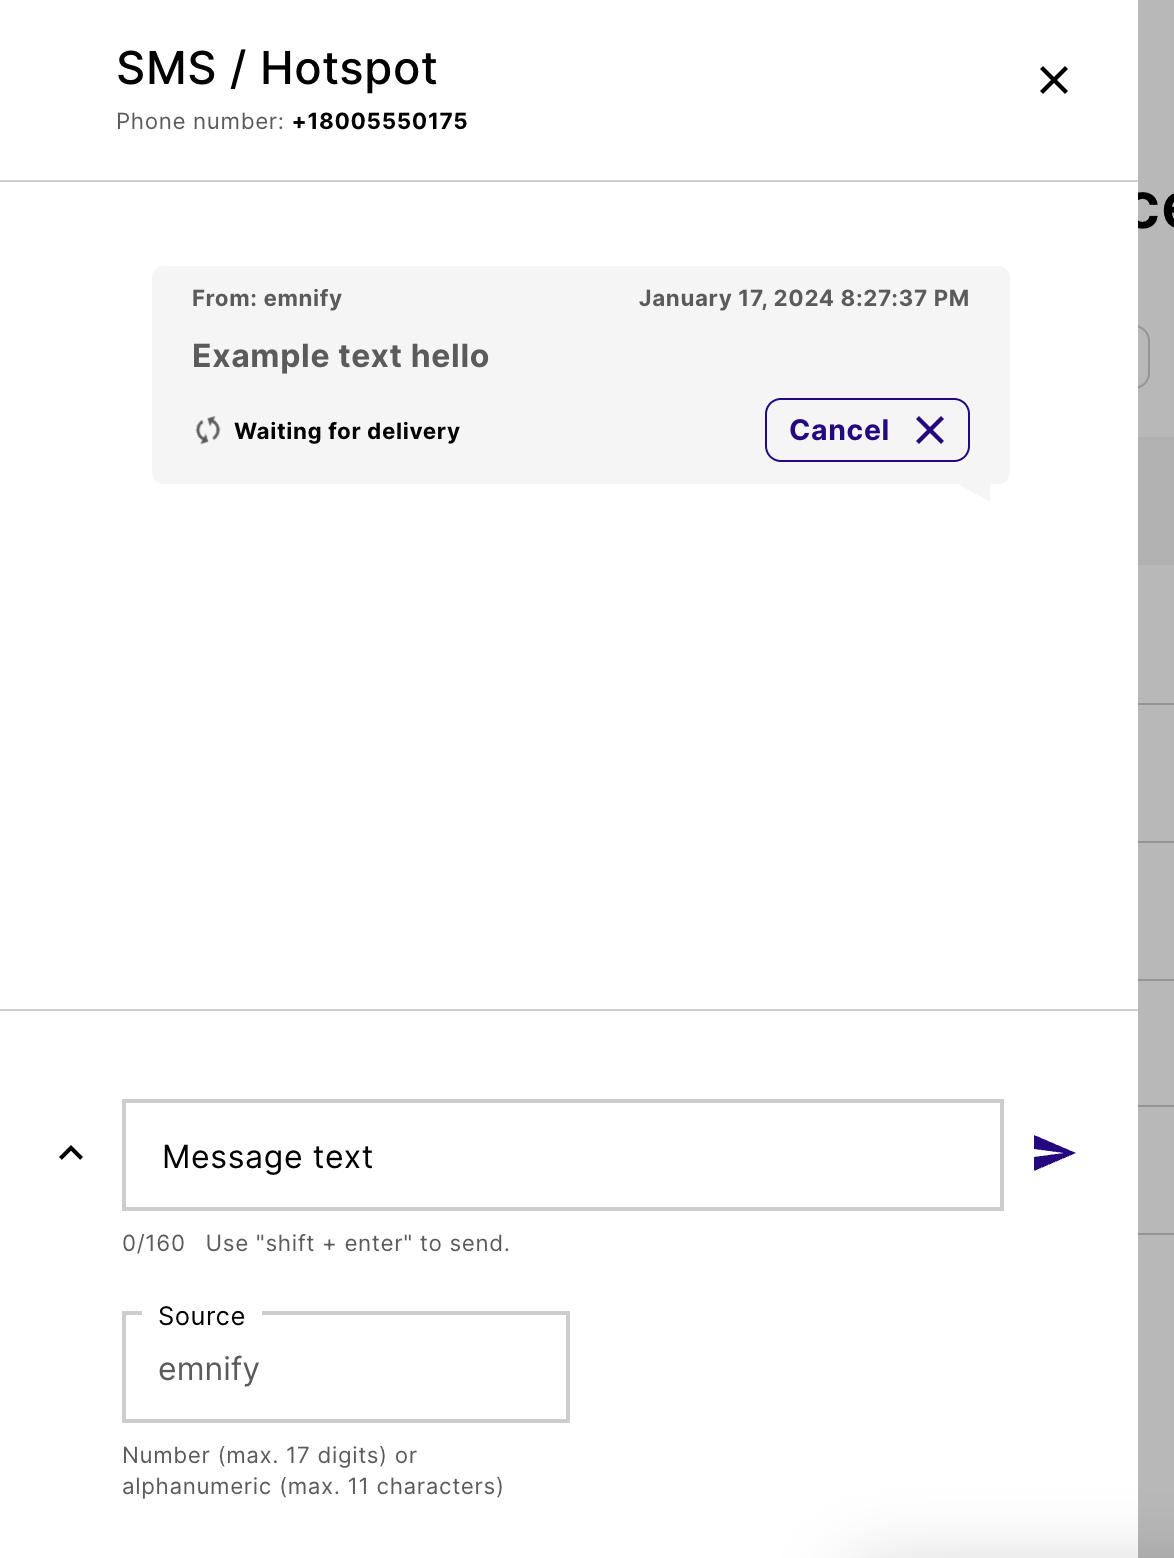 SMS / Hotspot
Phone number: +18005550175
From: emnify January 17, 2024 8:27:37 PM
Example text hello
Waiting for delivery Cancel
Message text
0/160 Use "shift + enter" to send.
Source
emnify
Number (max. 17 digits) or
alphanumeric (max. 11 characters)